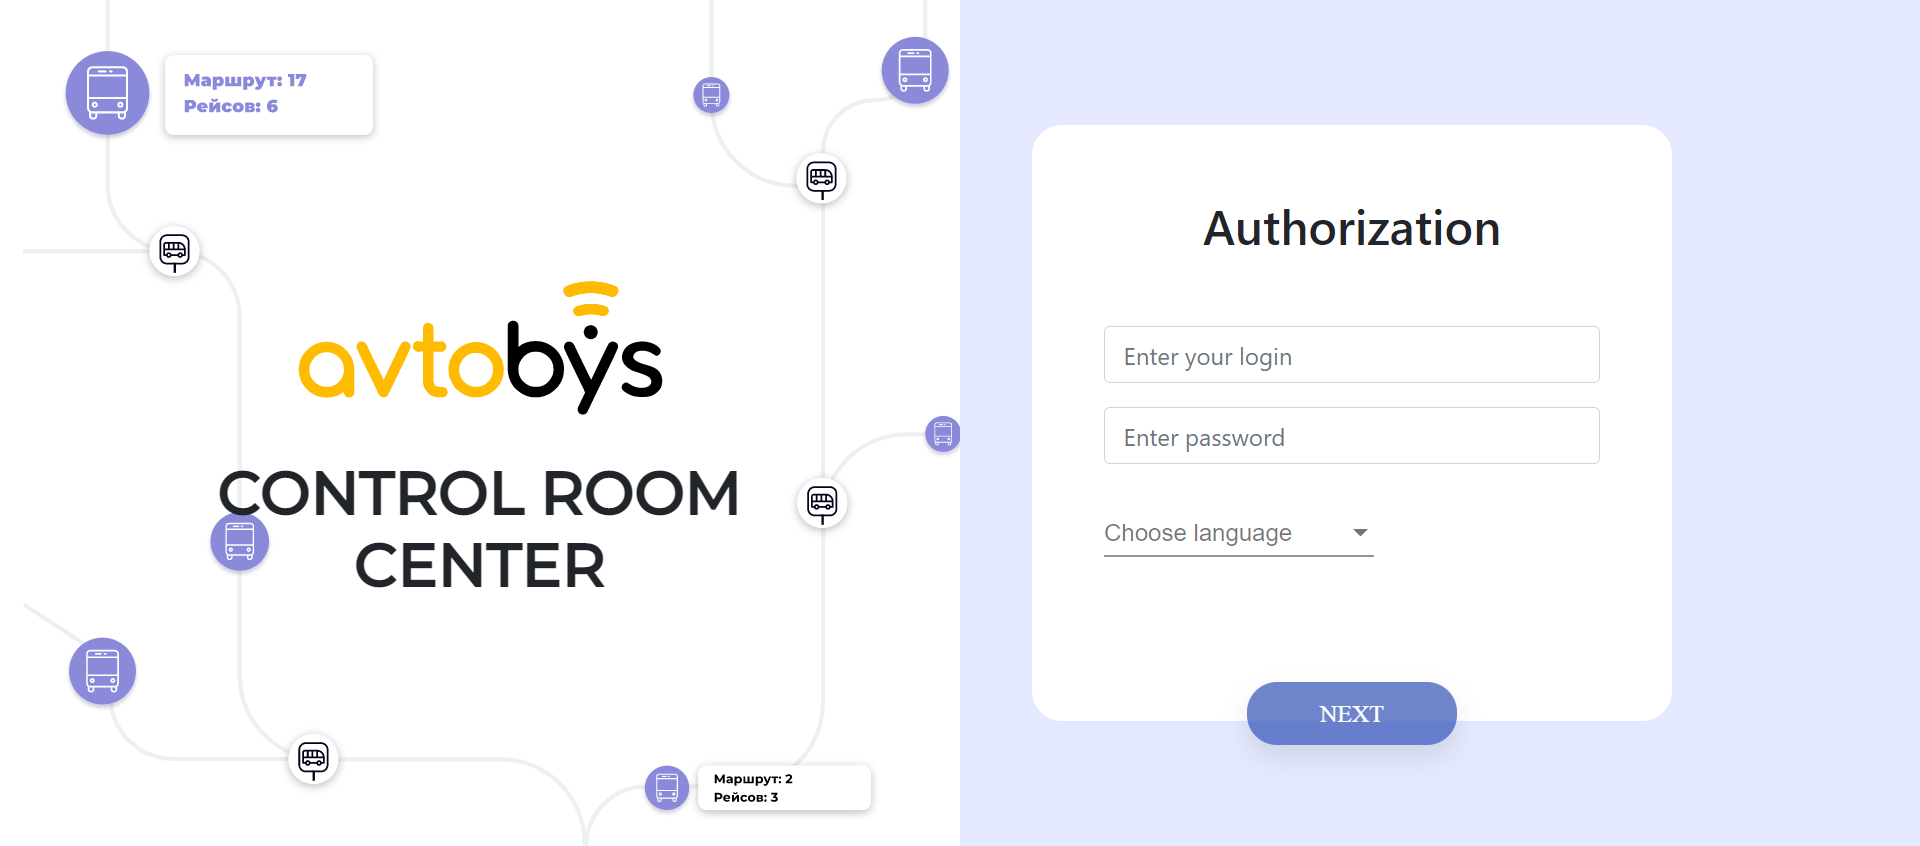 Маршрут: 17
Рейсов: 6
avtobys
CONTROL ROOM
CENTER
Маршрут: 2
Рейсов: 3
Authorization
Enter your login
Enter password
Choose language
NEXT